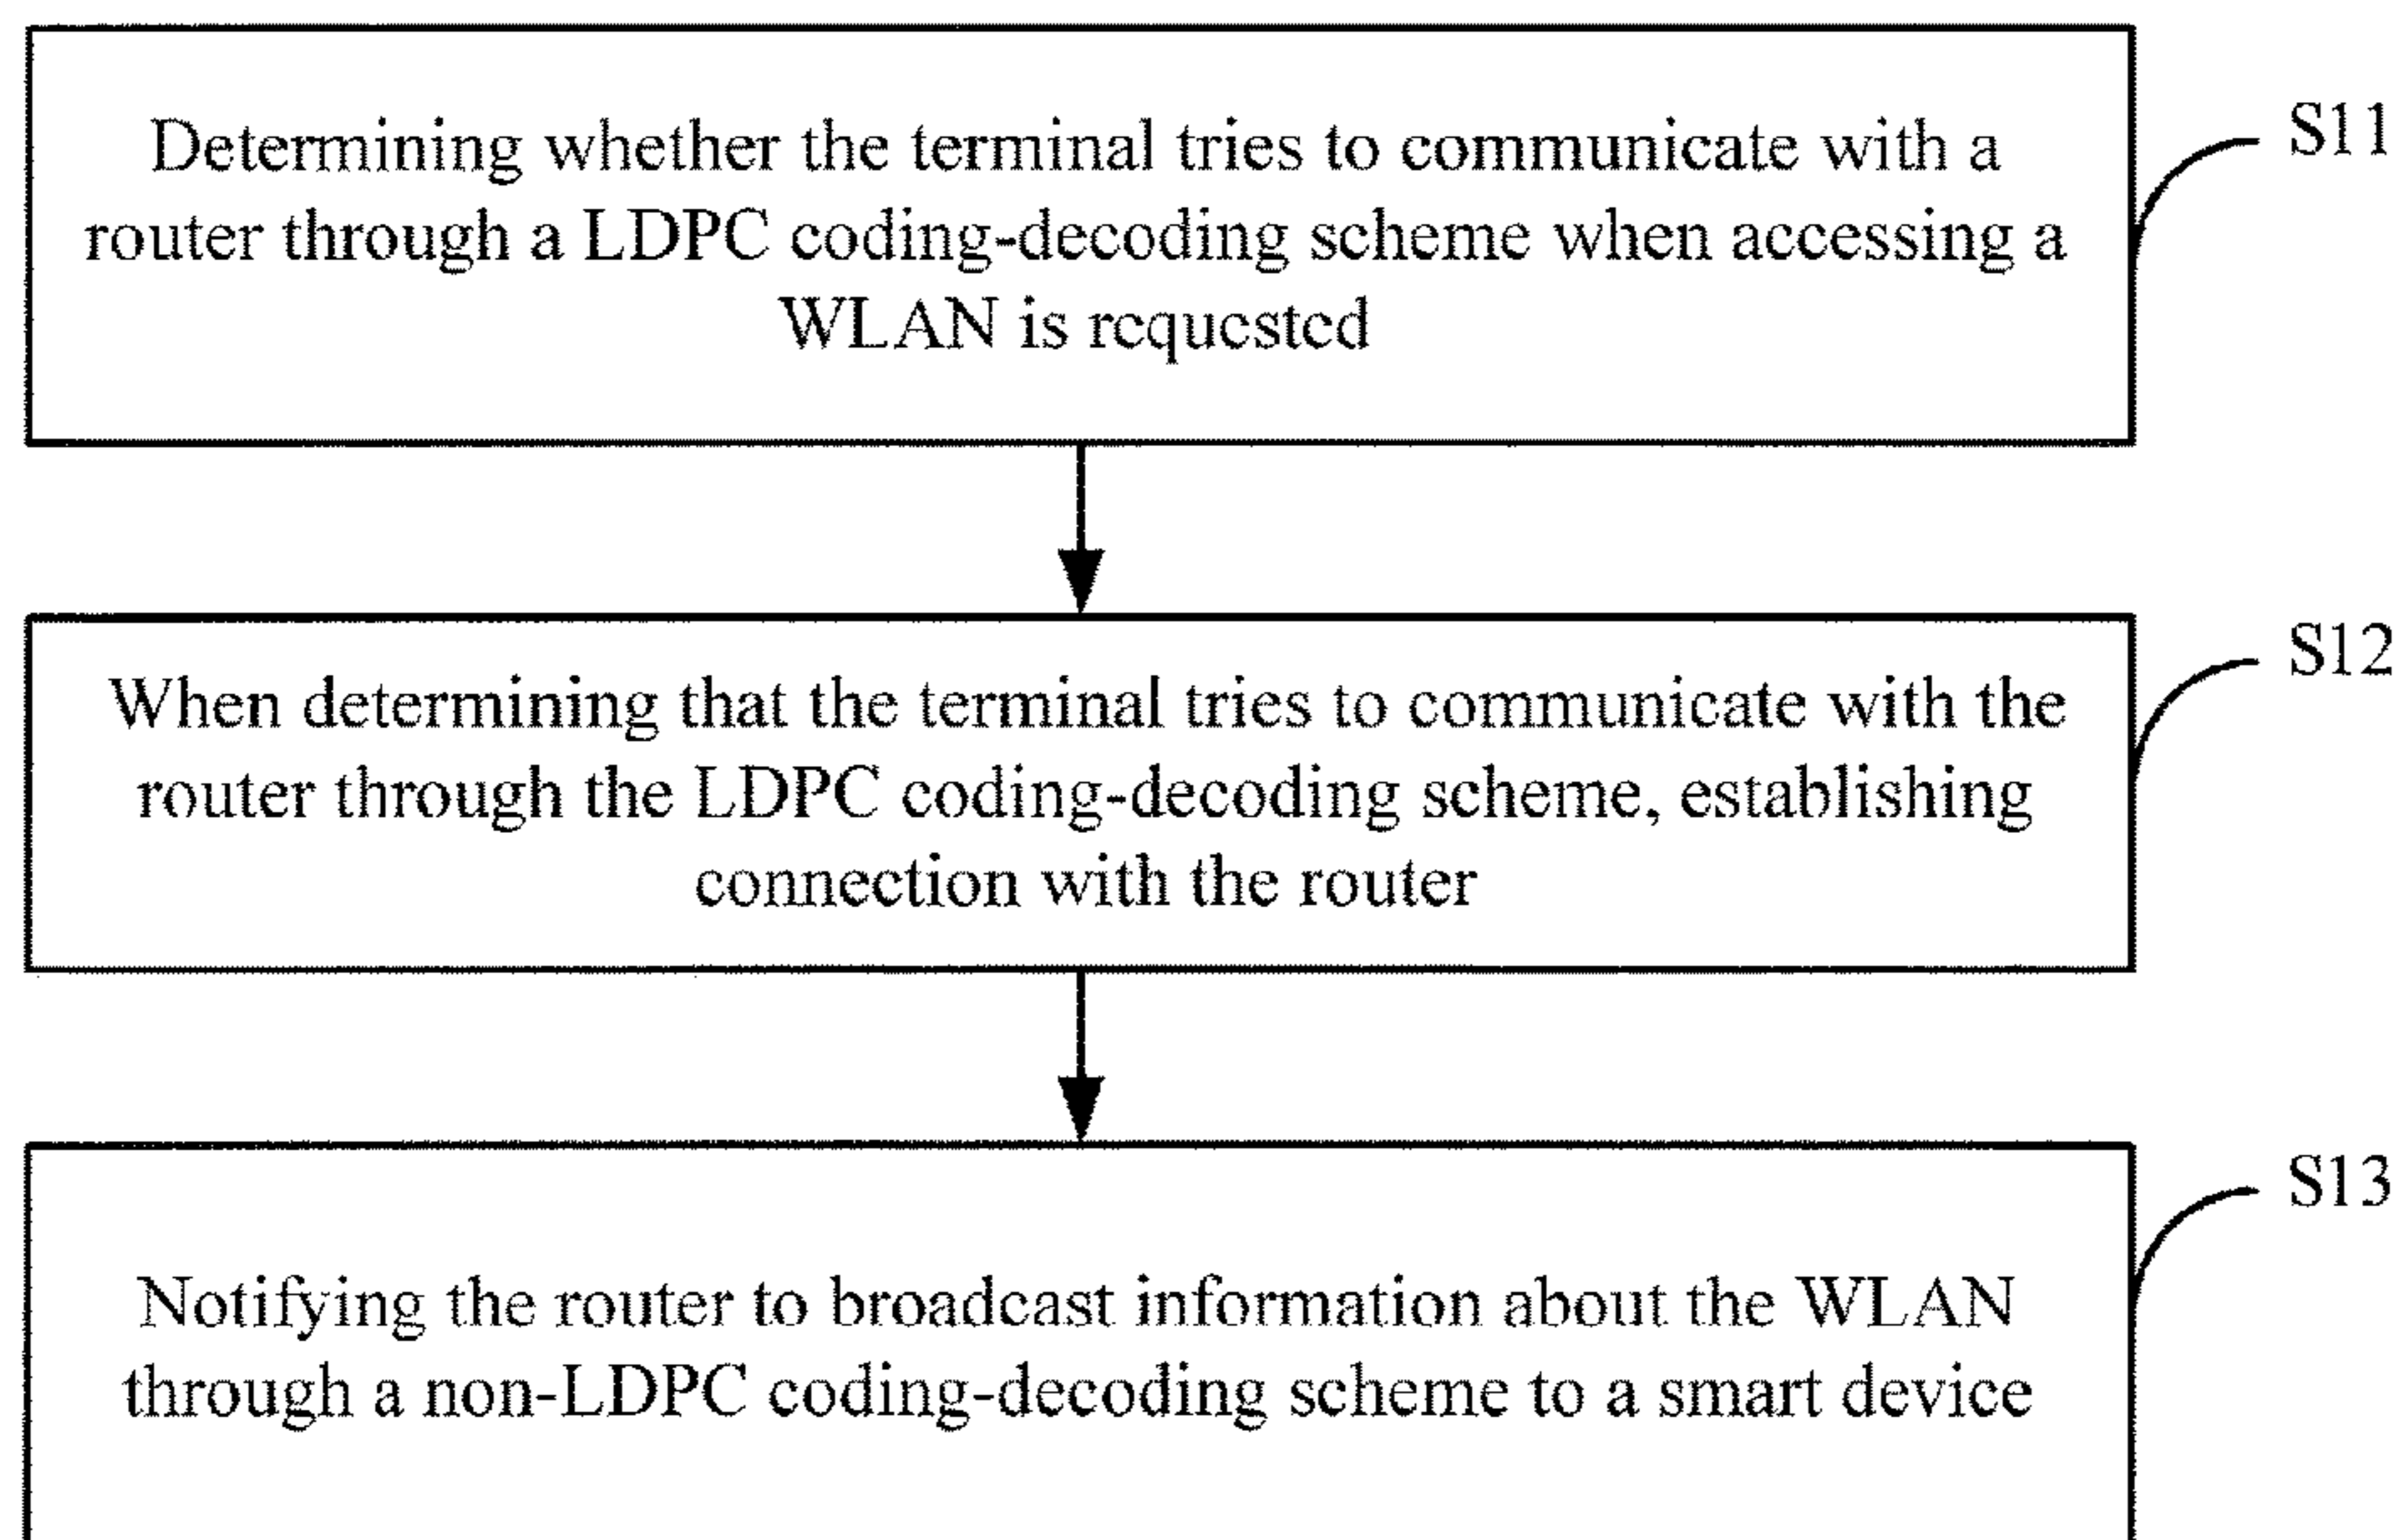 Determining whether the terminal tries to communicate with a
router through a LDPC coding-decoding scheme when accessing a
WLAN is requested
S11
When determining that the terminal tries to communicate with the
router through the LDPC coding-decoding scheme, establishing
connection with the router
S12
Notifying the router to broadcast information about the WLAN
through a non-LDPC coding-decoding scheme to a smart device
S13